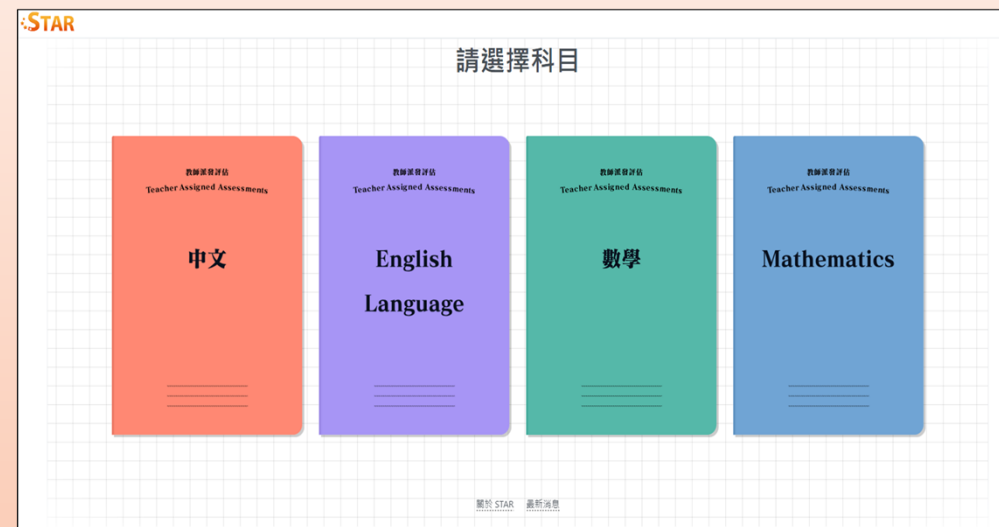 STAR
請選擇科目
教師派發評估
Teacher Assigned Assessments
中文
教師派發評估
Teacher Assigned Assessments
English
Language
教師派發評估
Teacher Assigned Assessments
數學
教師派發評估
Teacher Assigned Assessments
Mathematics
關於 STAR 最新消息